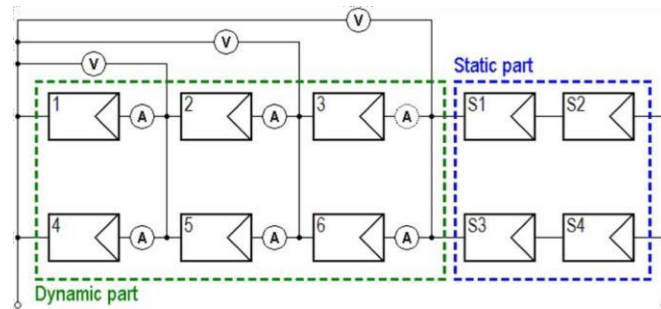 V
V
V
Static part
1 A 2 A 3 A S1 S2
4 A 5 A 6 A S3 S4
Dynamic part